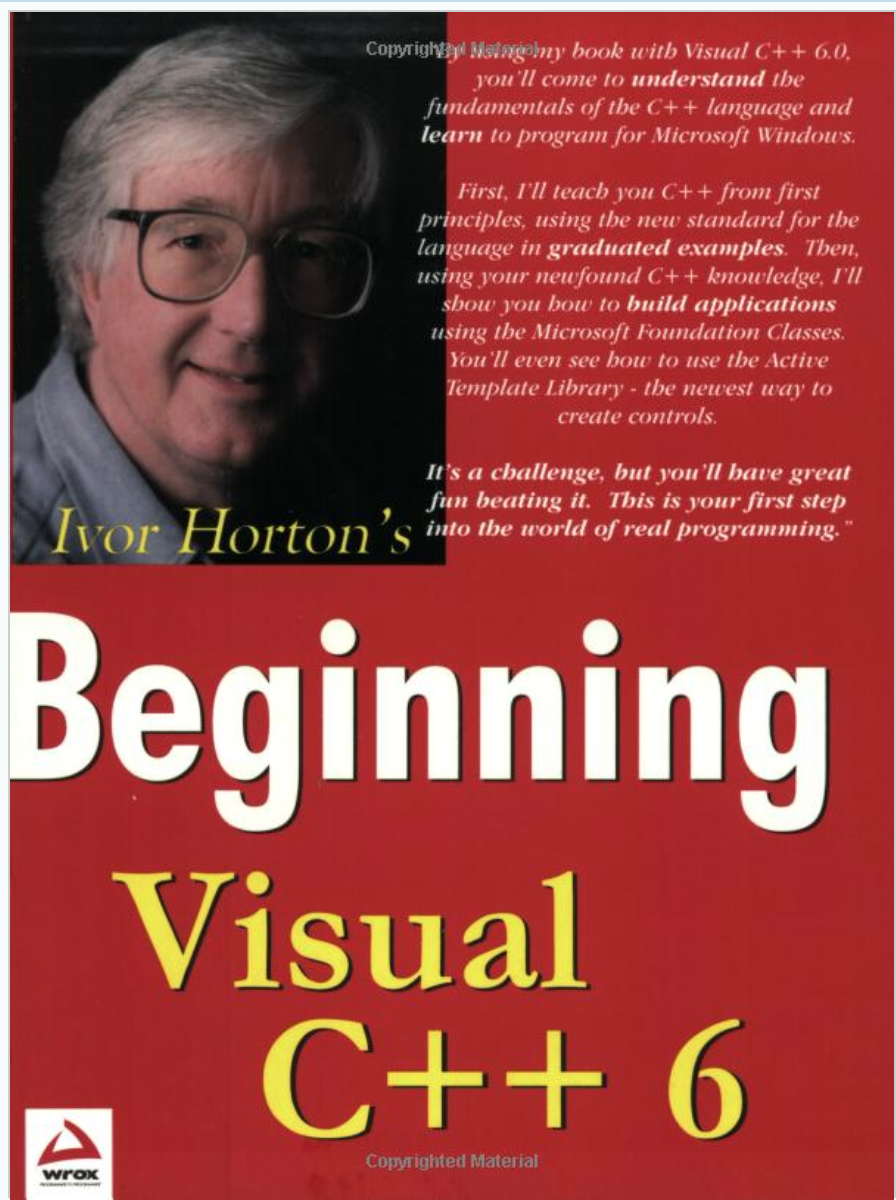 Copyrighted Material
By using my book with Visual C++ 6.0,
you'll come to understand the
fundamentals of the C++ language and
learn to program for Microsoft Windows.
First, I'll teach you C++ from first
principles, using the new standard for the
language in graduated examples. Then,
using your newfound C++ knowledge, I'll
show you how to build applications
using the Microsoft Foundation Classes.
You'll even see how to use the Active
Template Library - the newest way to
create controls.
It's a challenge, but you'll have great
fun beating it. This is your first step
into the world of real programming."
Ivor Horton's
Beginning
Visual
C++ 6
wrox
PROGRAMMER TO PROGRAMMER
Copyrighted Material